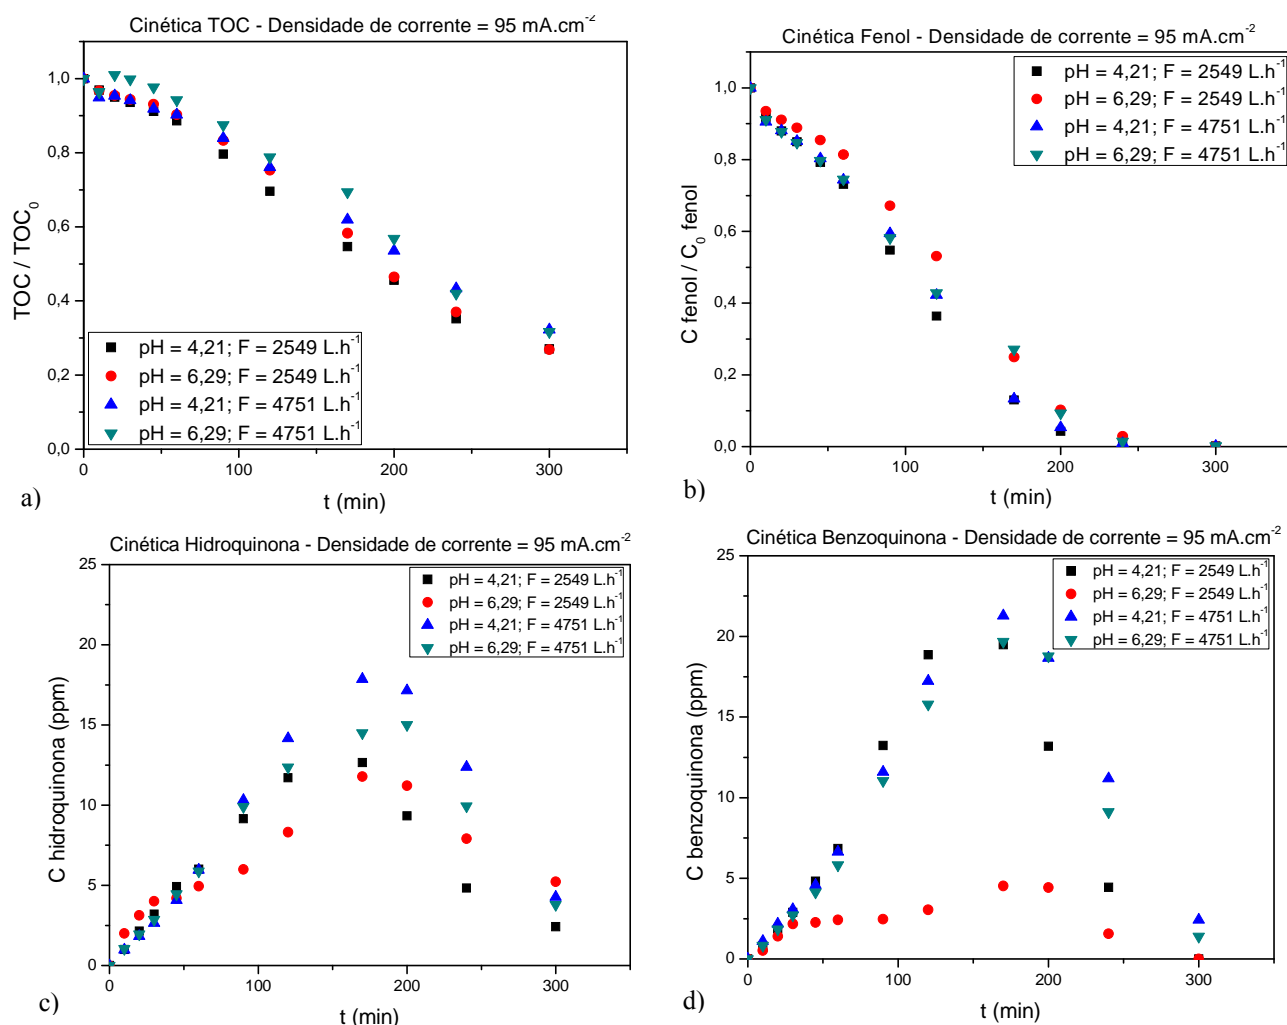 Cinética TOC - Densidade de corrente = 95 mA.cm-2
1,0
0,8
0,6
0,4
0,2
0,0
TOC / TOC0
pH = 4,21; F = 2549 L.h-1
pH = 6,29; F = 2549 L.h-1
pH = 4,21; F = 4751 L.h-1
pH = 6,29; F = 4751 L.h-1
0 100 200 300
t (min)
a)
Cinética Fenol - Densidade de corrente = 95 mA.cm-2
pH = 4,21; F = 2549 L.h-1
pH = 6,29; F = 2549 L.h-1
pH = 4,21; F = 4751 L.h-1
pH = 6,29; F = 4751 L.h-1
1,0
0,8
0,6
0,4
0,2
0,0
C fenol / C0 fenol
0 100 200 300
t (min)
b)
Cinética Hidroquinona - Densidade de corrente = 95 mA.cm-2
pH = 4,21; F = 2549 L.h-1
pH = 6,29; F = 2549 L.h-1
pH = 4,21; F = 4751 L.h-1
pH = 6,29; F = 4751 L.h-1
25
20
15
10
5
0
C hidroquinona (ppm)
0 100 200 300
t (min)
c)
Cinética Benzoquinona - Densidade de corrente = 95 mA.cm-2
pH = 4,21; F = 2549 L.h-1
pH = 6,29; F = 2549 L.h-1
pH = 4,21; F = 4751 L.h-1
pH = 6,29; F = 4751 L.h-1
25
20
15
10
5
0
C benzoquinona (ppm)
0 100 200 300
t (min)
d)